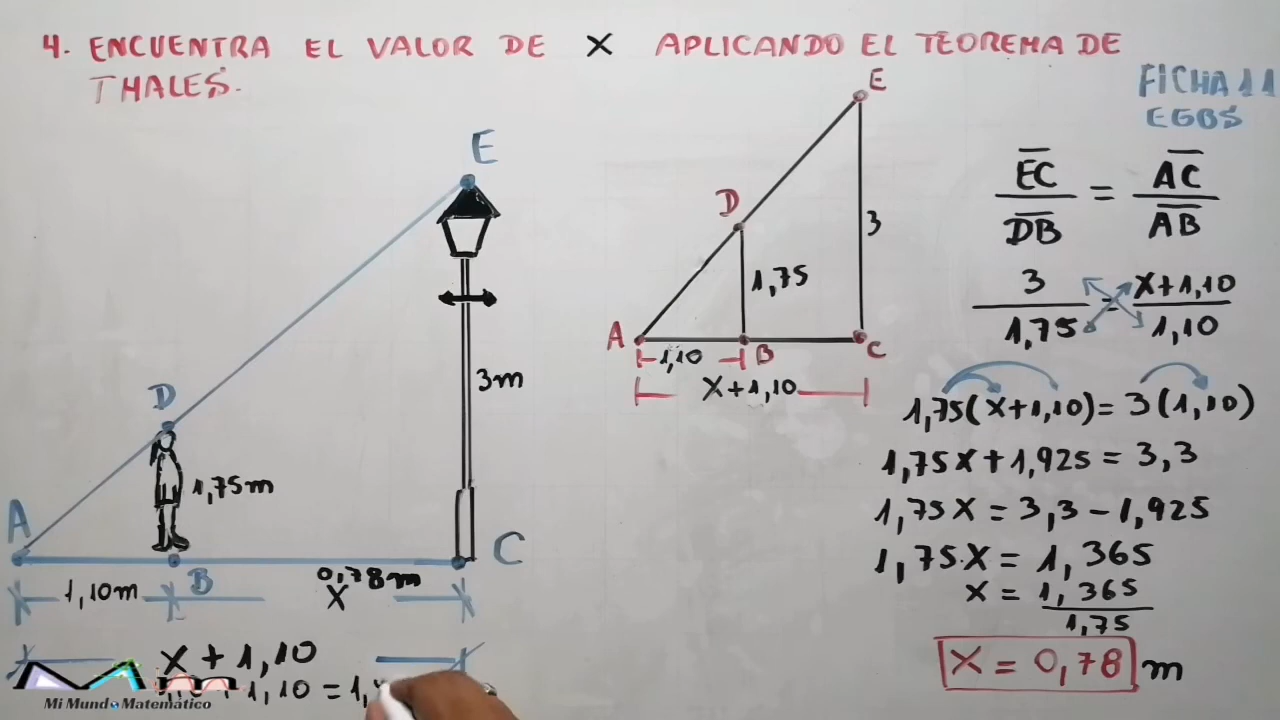 4. ENCUENTRA EL VALOR DE X APLICANDO EL TEOREMA DE
THALES.
FICHA 11
EGBS
E
D
3m
1,75m
A
B
C
1,10m
0,78m
X
X + 1,10
1,10 = 1,
Mi Mundo Matemático
E
D
3
1,75
A
B
C
1,10
X+1,10
EC / DB = AC / AB
3 / 1,75 = X+1,10 / 1,10
1,75(X+1,10) = 3(1,10)
1,75X + 1,925 = 3,3
1,75X = 3,3 - 1,925
1,75.X = 1,365
X = 1,365
1,75
X = 0,78 m